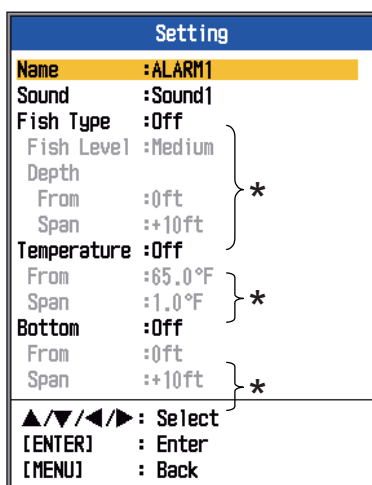 Setting
Name :ALARM1
Sound :Sound1
Fish Type :Off
Fish Level :Medium
Depth
From :0ft
Span :+10ft
*
Temperature :Off
From :65.0°F
Span :1.0°F
*
Bottom :Off
From :0ft
Span :+10ft
*
▲/▼/◀/▶: Select
[ENTER] : Enter
[MENU] : Back